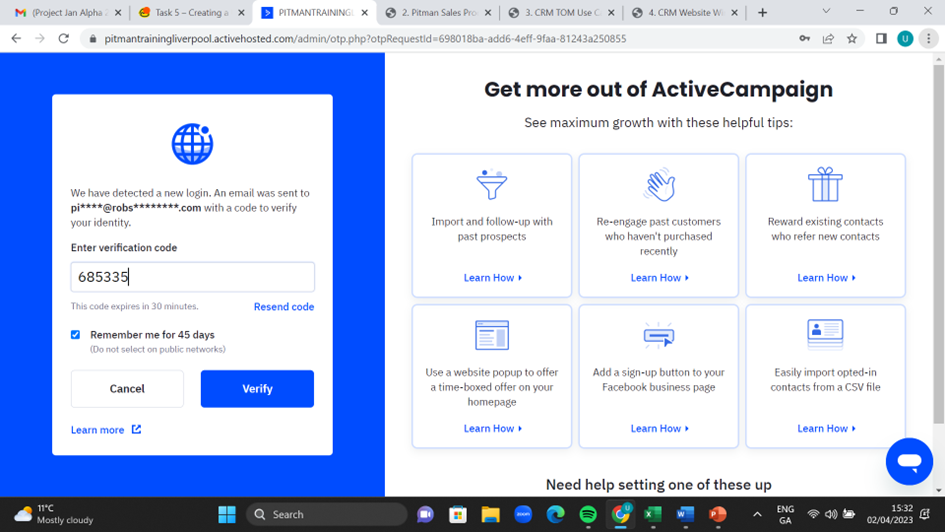 (Project Jan Alpha 2
Task 5 – Creating a
PITMANTRAININGL
2. Pitman Sales Pro
3. CRM TOM Use C
4. CRM Website W
pitmantrainingliverpool.activehosted.com/admin/otp.php?otpRequestId=698018ba-add6-4eff-9faa-81243a250855
U
We have detected a new login. An email was sent to
pi****@robs********.com with a code to verify
your identity.
Enter verification code
685335
This code expires in 30 minutes.
Resend code
Remember me for 45 days
(Do not select on public networks)
Cancel
Verify
Learn more
Get more out of ActiveCampaign
See maximum growth with these helpful tips:
Import and follow-up with
past prospects
Learn How
Re-engage past customers
who haven't purchased
recently
Learn How
Reward existing contacts
who refer new contacts
Learn How
Use a website popup to offer
a time-boxed offer on your
homepage
Learn How
Add a sign-up button to your
Facebook business page
Learn How
Easily import opted-in
contacts from a CSV file
Learn How
Need help setting one of these up
11°C
Mostly cloudy
Search
zoom
ENG
GA
15:32
02/04/2023